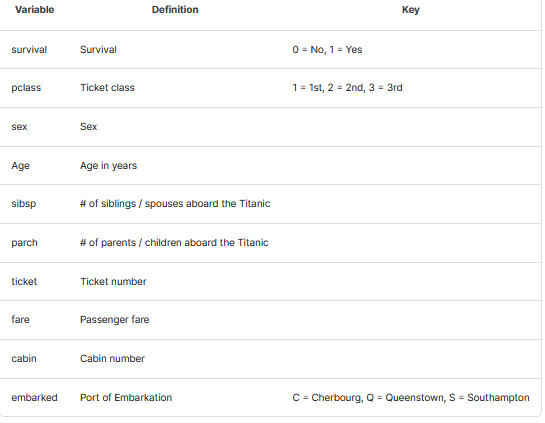 Variable Definition Key
survival Survival 0 = No, 1 = Yes
pclass Ticket class 1 = 1st, 2 = 2nd, 3 = 3rd
sex Sex
Age Age in years
sibsp # of siblings / spouses aboard the Titanic
parch # of parents / children aboard the Titanic
ticket Ticket number
fare Passenger fare
cabin Cabin number
embarked Port of Embarkation C = Cherbourg, Q = Queenstown, S = Southampton